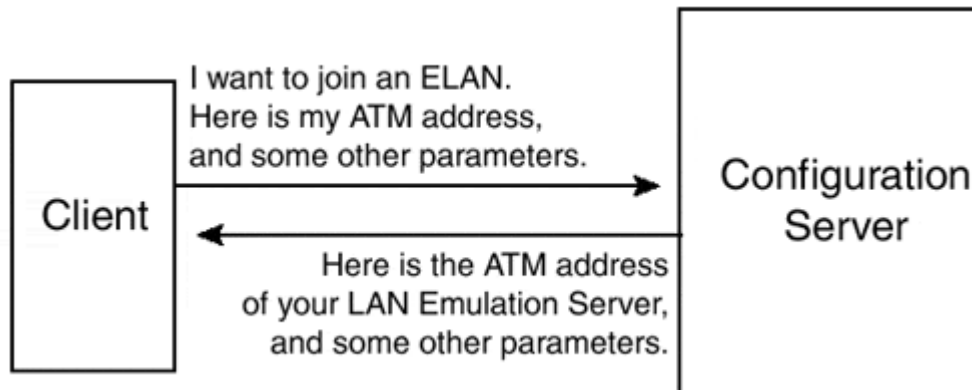 I want to join an ELAN.
Here is my ATM address,
and some other parameters.
Client
Configuration
Server
Here is the ATM address
of your LAN Emulation Server,
and some other parameters.